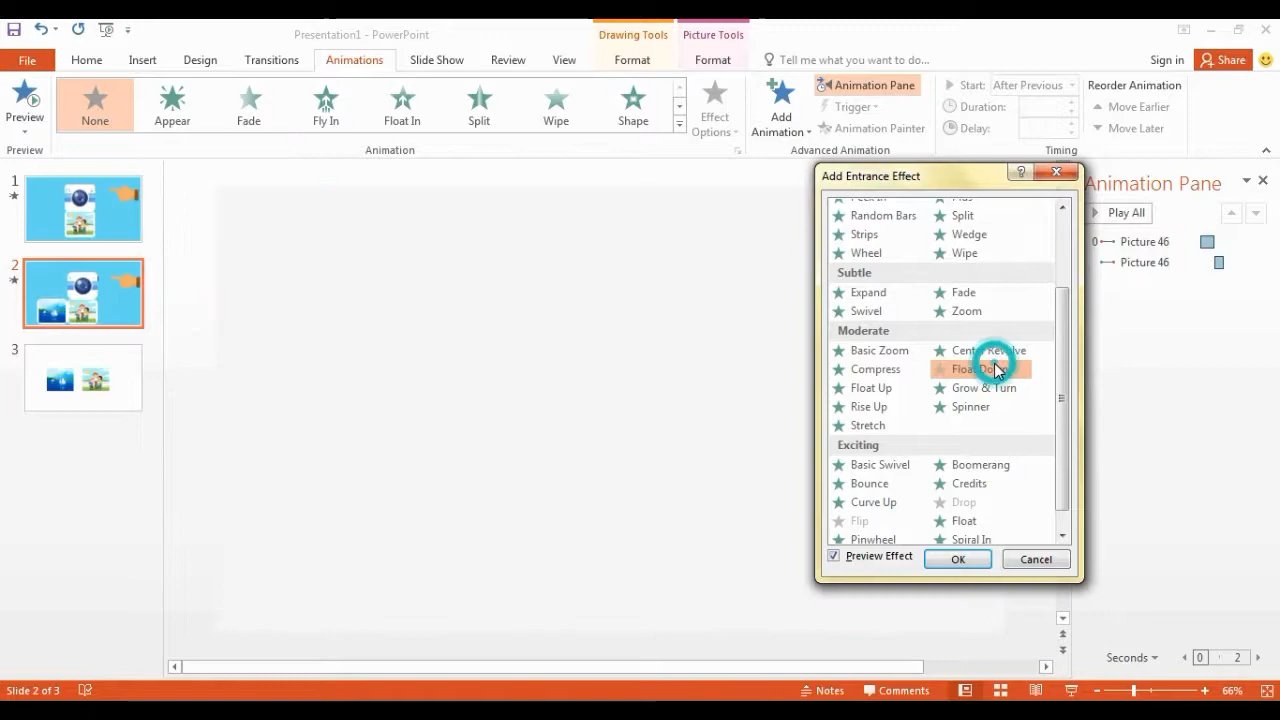 Presentation1 - PowerPoint
Drawing Tools
Picture Tools
File
Home
Insert
Design
Transitions
Animations
Slide Show
Review
View
Format
Format
Tell me what you want to do...
Sign in
Share
Preview
None
Appear
Fade
Fly In
Float In
Split
Wipe
Shape
Effect
Options
Add
Animation
Animation Pane
Trigger
Animation Painter
Start: After Previous
Duration:
Delay:
Reorder Animation
Move Earlier
Move Later
Preview
Animation
Advanced Animation
Timing
1
2
3
Add Entrance Effect
?
Random Bars
Split
Strips
Wedge
Wheel
Wipe
Subtle
Expand
Fade
Swivel
Zoom
Moderate
Basic Zoom
Center Revolve
Compress
Float Down
Float Up
Grow & Turn
Rise Up
Spinner
Stretch
Exciting
Basic Swivel
Boomerang
Bounce
Credits
Curve Up
Drop
Flip
Float
Pinwheel
Spiral In
Preview Effect
OK
Cancel
Animation Pane
Play All
0
Picture 46
Picture 46
Seconds
0
2
Slide 2 of 3
Notes
Comments
66%